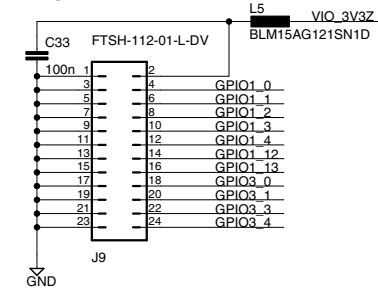 L5
VIO_3V3Z
C33
FTSH-112-01-L-DV
BLM15AG121SN1D
100n
1 2
3 4 GPIO1_0
5 6 GPIO1_1
7 8 GPIO1_2
9 10 GPIO1_3
11 12 GPIO1_4
13 14 GPIO1_12
15 16 GPIO1_13
17 18 GPIO3_0
19 20 GPIO3_1
21 22 GPIO3_3
23 24 GPIO3_4
J9
GND